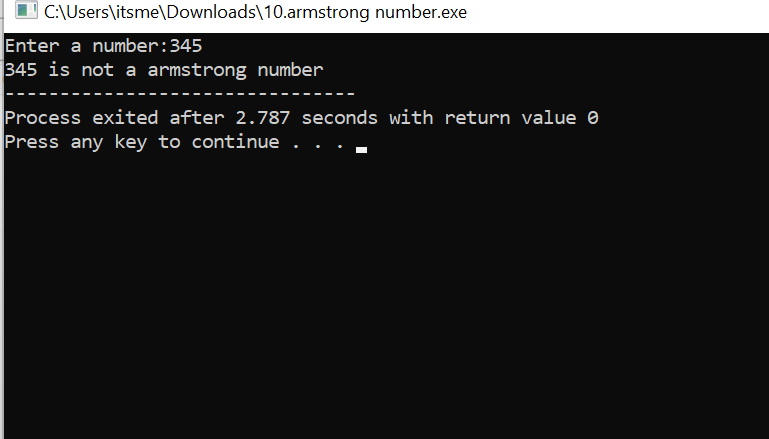 C:\Users\itsme\Downloads\10.armstrong number.exe
Enter a number:345
345 is not a armstrong number
--------------------------------
Process exited after 2.787 seconds with return value 0
Press any key to continue . . .